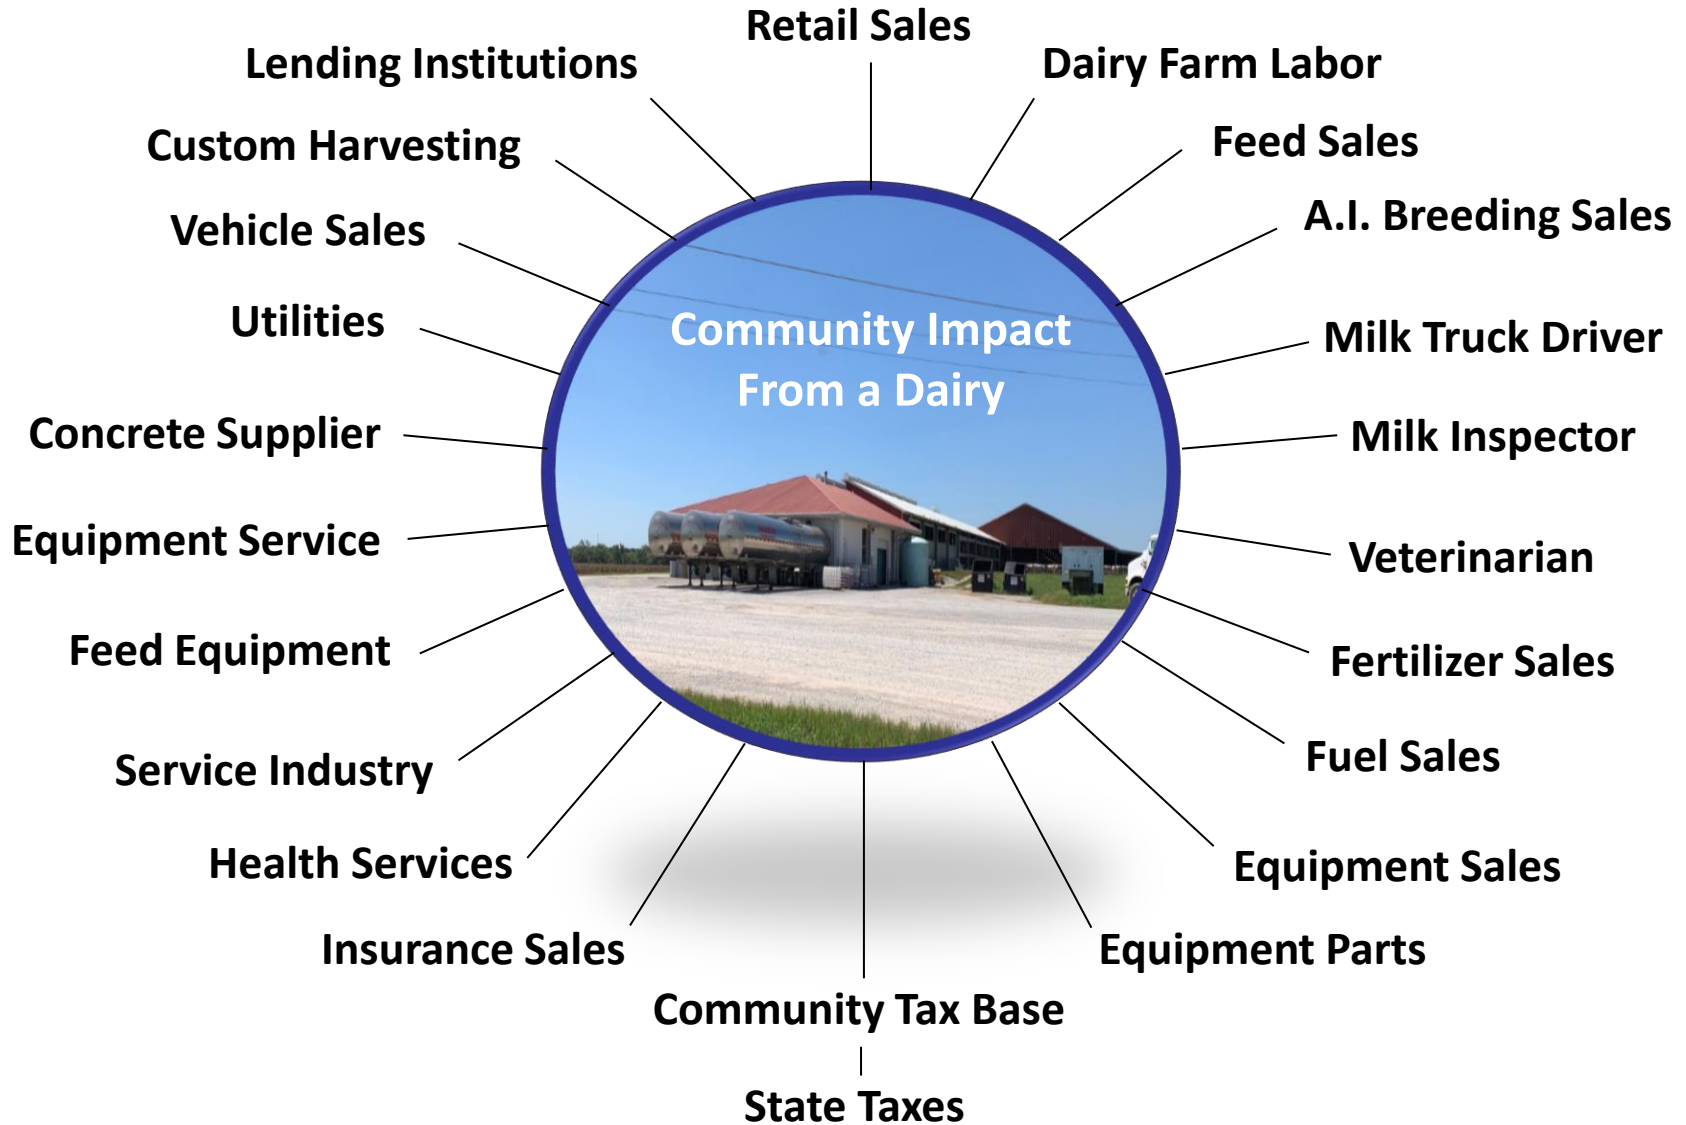 Retail Sales
Lending Institutions
Dairy Farm Labor
Custom Harvesting
Feed Sales
Vehicle Sales
A.I. Breeding Sales
Utilities
Community Impact
From a Dairy
Milk Truck Driver
Concrete Supplier
Milk Inspector
Equipment Service
Veterinarian
Feed Equipment
Fertilizer Sales
Service Industry
Fuel Sales
Health Services
Equipment Sales
Insurance Sales
Equipment Parts
Community Tax Base
State Taxes